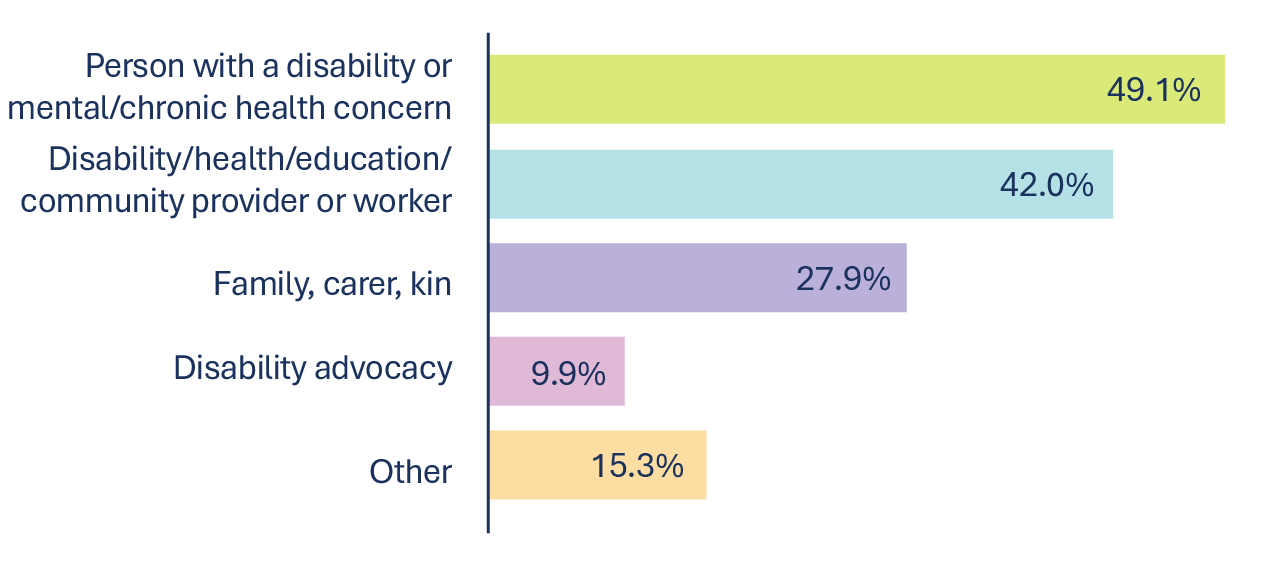 Person with a disability or
mental/chronic health concern
49.1%
Disability/health/education/
community provider or worker
42.0%
Family, carer, kin
27.9%
Disability advocacy
9.9%
Other
15.3%